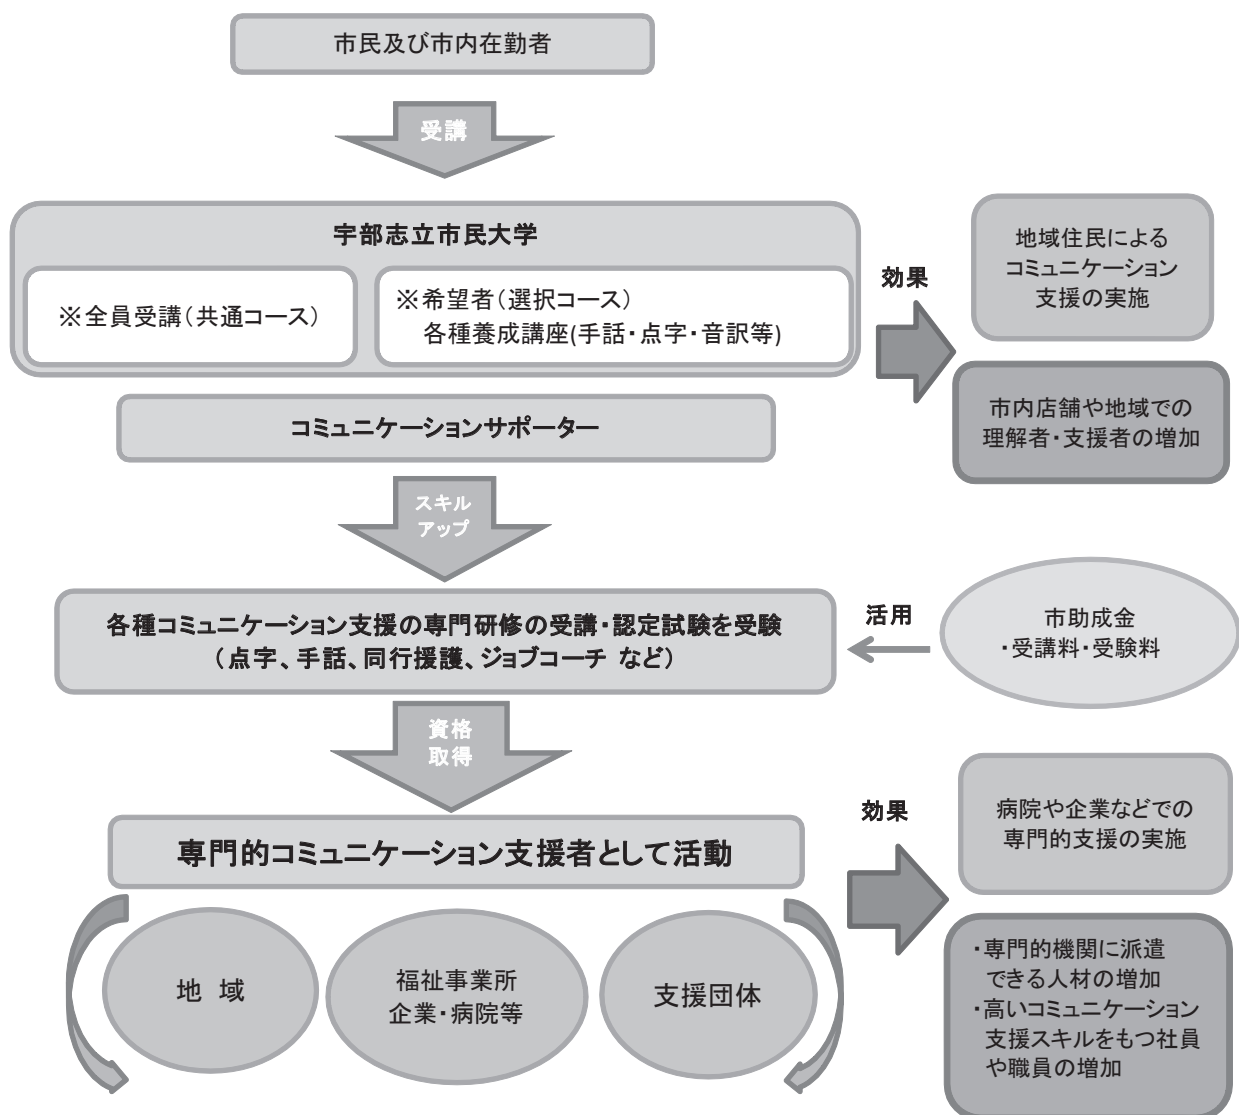 市民及び市内在勤者
受講
宇部志立市民大学
※全員受講(共通コース)
※希望者(選択コース)
各種養成講座(手話・点字・音訳等)
効果
地域住民による
コミュニケーション
支援の実施
市内店舗や地域での
理解者・支援者の増加
コミュニケーションサポーター
スキル
アップ
各種コミュニケーション支援の専門研修の受講・認定試験を受験
(点字、手話、同行援護、ジョブコーチ など)
活用
市助成金
・受講料・受験料
資格
取得
専門的コミュニケーション支援者として活動
地 域
福祉事業所
企業・病院等
支援団体
効果
病院や企業などでの
専門的支援の実施
・専門的機関に派遣
できる人材の増加
・高いコミュニケーション
支援スキルをもつ社員
や職員の増加